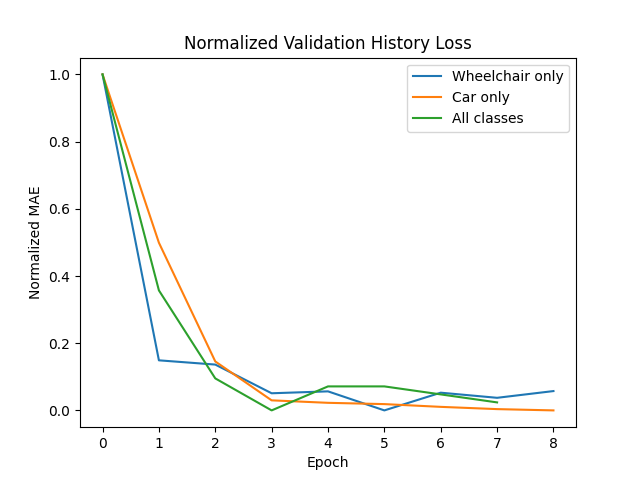 Normalized Validation History Loss
Wheelchair only
Car only
All classes
Normalized MAE
1.0
0.8
0.6
0.4
0.2
0.0
0 1 2 3 4 5 6 7 8
Epoch